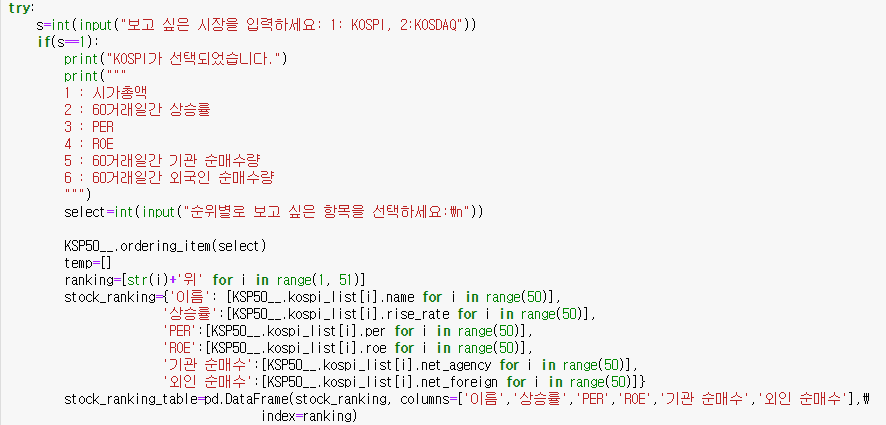 try:
    s=int(input("보고 싶은 시장을 입력하세요: 1: KOSPI, 2:KOSDAQ"))
    if(s==1):
        print("KOSPI가 선택되었습니다.")
        print("""
        1 : 시가총액
        2 : 60거래일간 상승률
        3 : PER
        4 : ROE
        5 : 60거래일간 기관 순매수량
        6 : 60거래일간 외국인 순매수량
        """)
        select=int(input("순위별로 보고 싶은 항목을 선택하세요:₩n"))

        KSP50__.ordering_item(select)
        temp=[]
        ranking=[str(i)+'위' for i in range(1, 51)]
        stock_ranking={'이름': [KSP50__.kospi_list[i].name for i in range(50)],
                       '상승률':[KSP50__.kospi_list[i].rise_rate for i in range(50)],
                       'PER':[KSP50__.kospi_list[i].per for i in range(50)],
                       'ROE':[KSP50__.kospi_list[i].roe for i in range(50)],
                       '기관 순매수':[KSP50__.kospi_list[i].net_agency for i in range(50)],
                       '외인 순매수':[KSP50__.kospi_list[i].net_foreign for i in range(50)]}
        stock_ranking_table=pd.DataFrame(stock_ranking, columns=['이름','상승률','PER','ROE','기관 순매수','외인 순매수'],₩
                                         index=ranking)